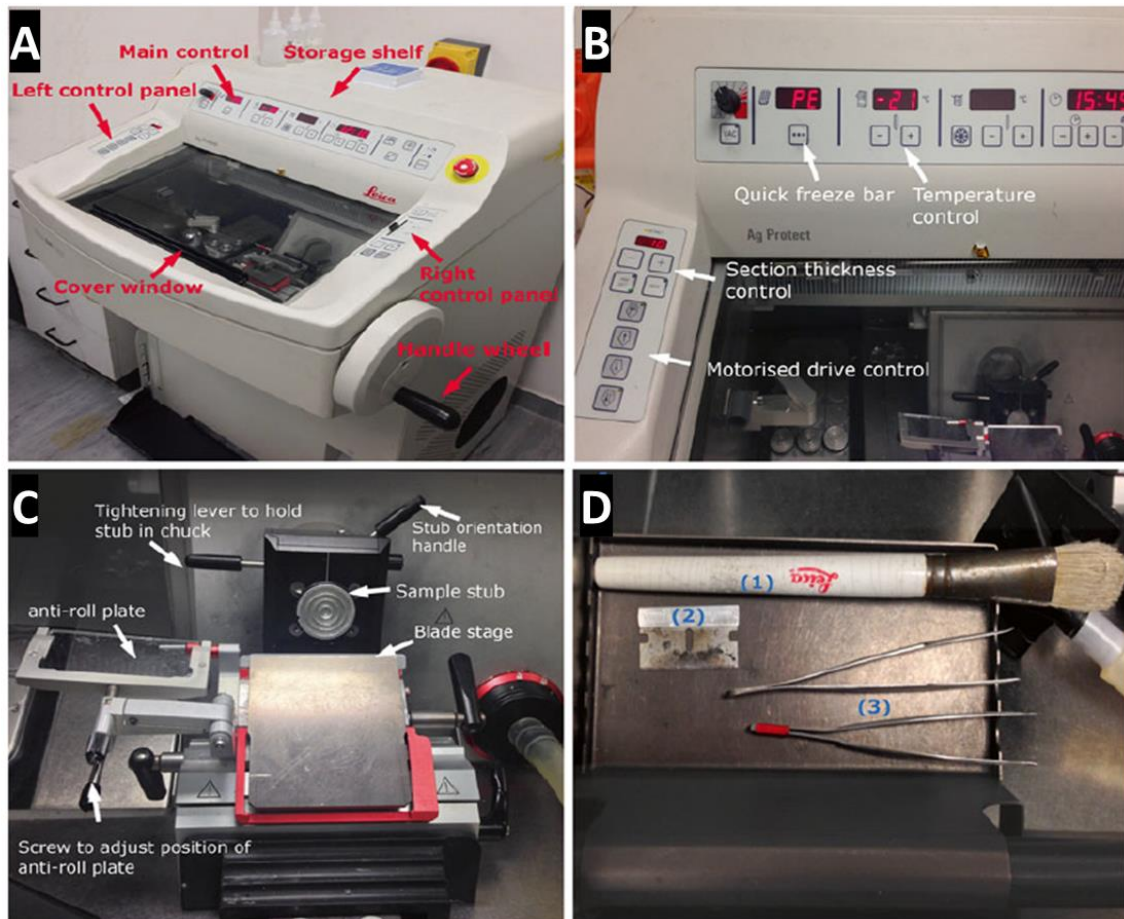 A
Main control
Storage shelf
Left control panel
Leica
Cover window
Right
control panel
Handle wheel
B
PE
-21
°C
°C
15:49
Quick freeze bar
Temperature
control
Ag Protect
Section thickness
control
Motorised drive control
C
Tightening lever to hold
stub in chuck
Stub orientation
handle
Sample stub
anti-roll plate
Blade stage
Screw to adjust position of
anti-roll plate
D
(1)
Leica
(2)
(3)